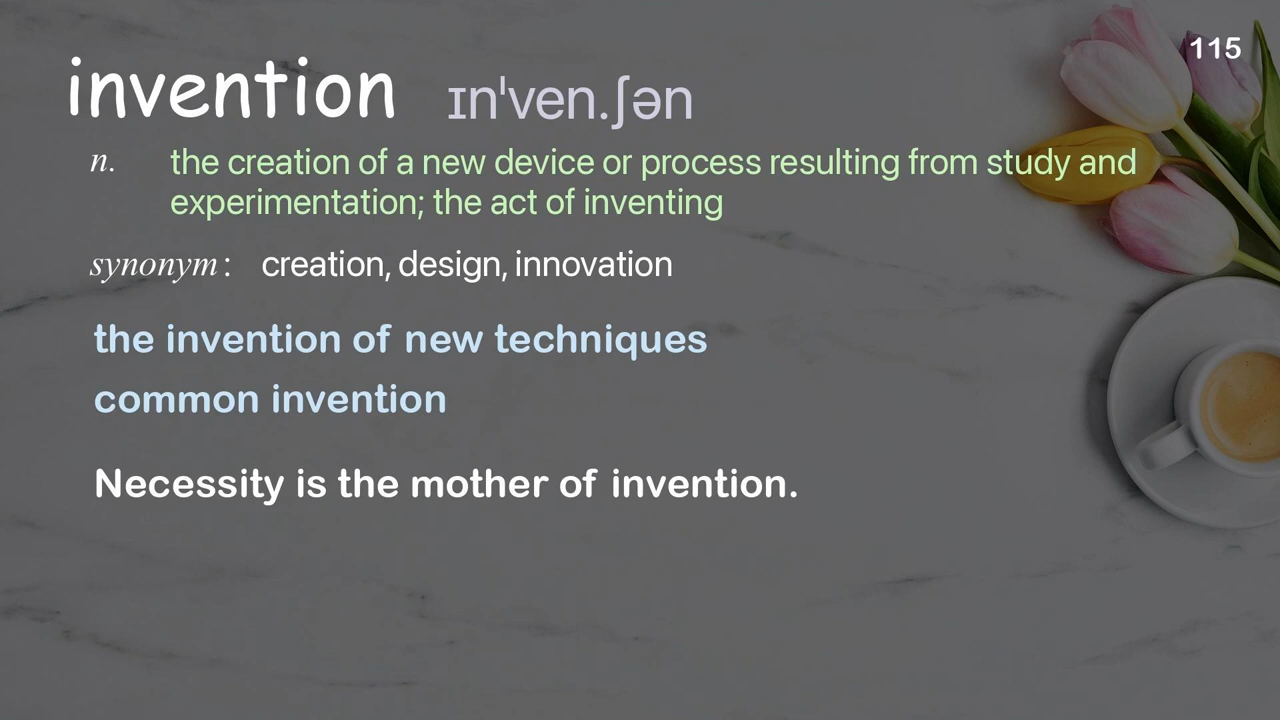 115
invention ɪnˈven.ʃən
n. the creation of a new device or process resulting from study and
experimentation; the act of inventing
synonym : creation, design, innovation
the invention of new techniques
common invention
Necessity is the mother of invention.